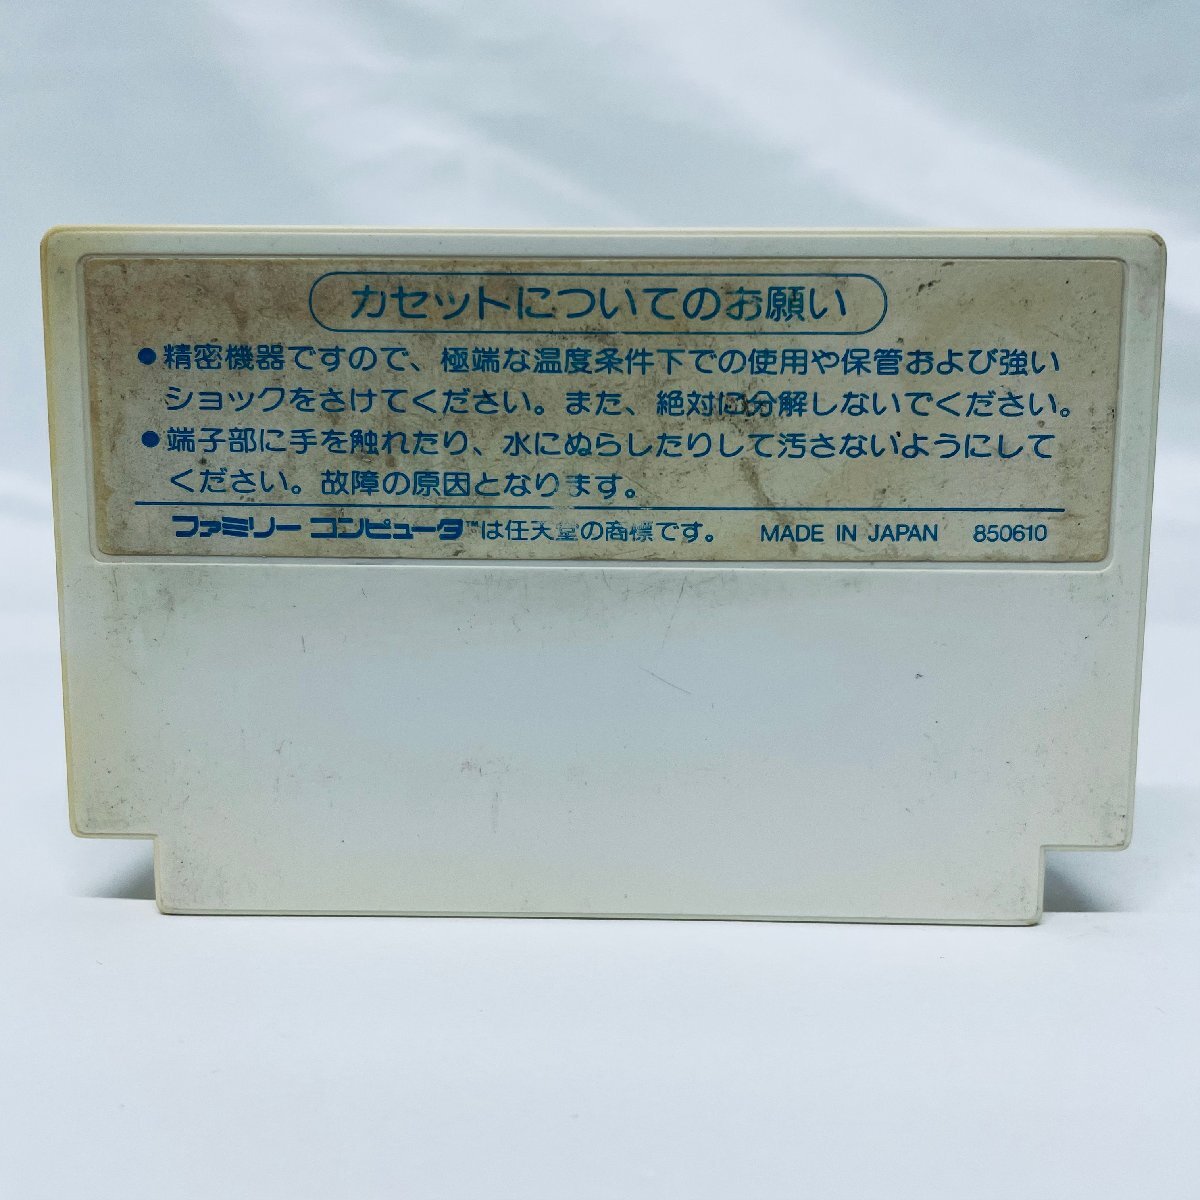 カセットについてのお願い
●精密機器ですので、極端な温度条件下での使用や保管および強い
ショックをさけてください。また、絶対に分解しないでください。
●端子部に手を触れたり、水にぬらしたりして汚さないようにして
ください。故障の原因となります。
ファミリー コンピュータ™は任天堂の商標です。 MADE IN JAPAN 850610